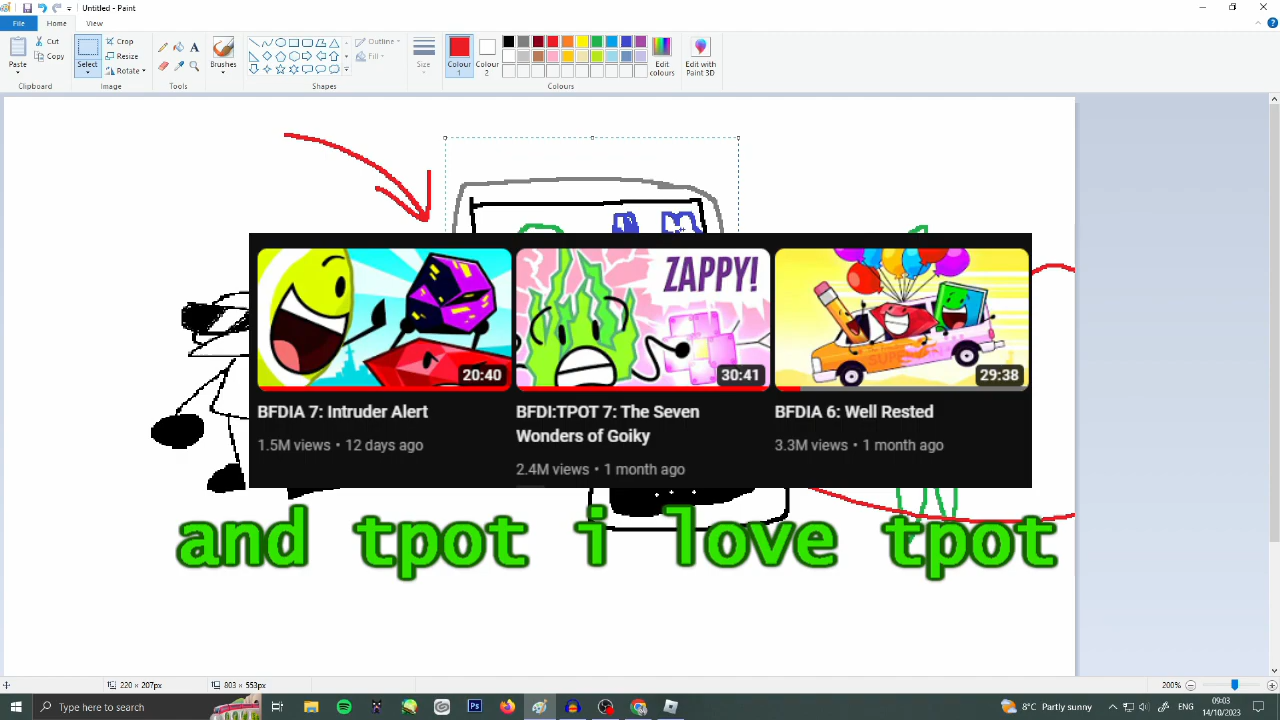 Untitled - Paint
File Home View
Paste
Cut
Copy
Clipboard
Select
Crop
Resize
Rotate
Image
Tools
Brushes
Shapes
Outline
Fill
Size
Colour 1
Colour 2
Colours
Edit colours
Edit with Paint 3D
ZAPPY!
20:40
30:41
29:38
BFDIA 7: Intruder Alert
1.5M views • 12 days ago
BFDI:TPOT 7: The Seven
Wonders of Goiky
2.4M views • 1 month ago
BFDIA 6: Well Rested
3.3M views • 1 month ago
and tpot i love tpot
220 × 207px
803 × 553px
200%
Type here to search
Ps
8°C Partly sunny
ENG
09:03
14/10/2023